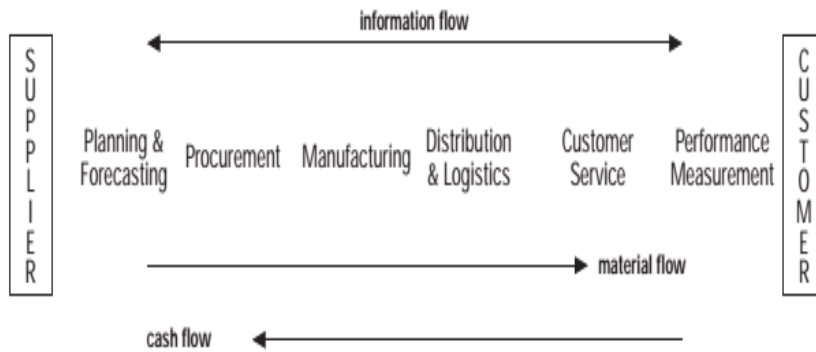 information flow
SUPPLIER
Planning &
Forecasting
Procurement
Manufacturing
Distribution
& Logistics
Customer
Service
Performance
Measurement
CUSTOMER
material flow
cash flow